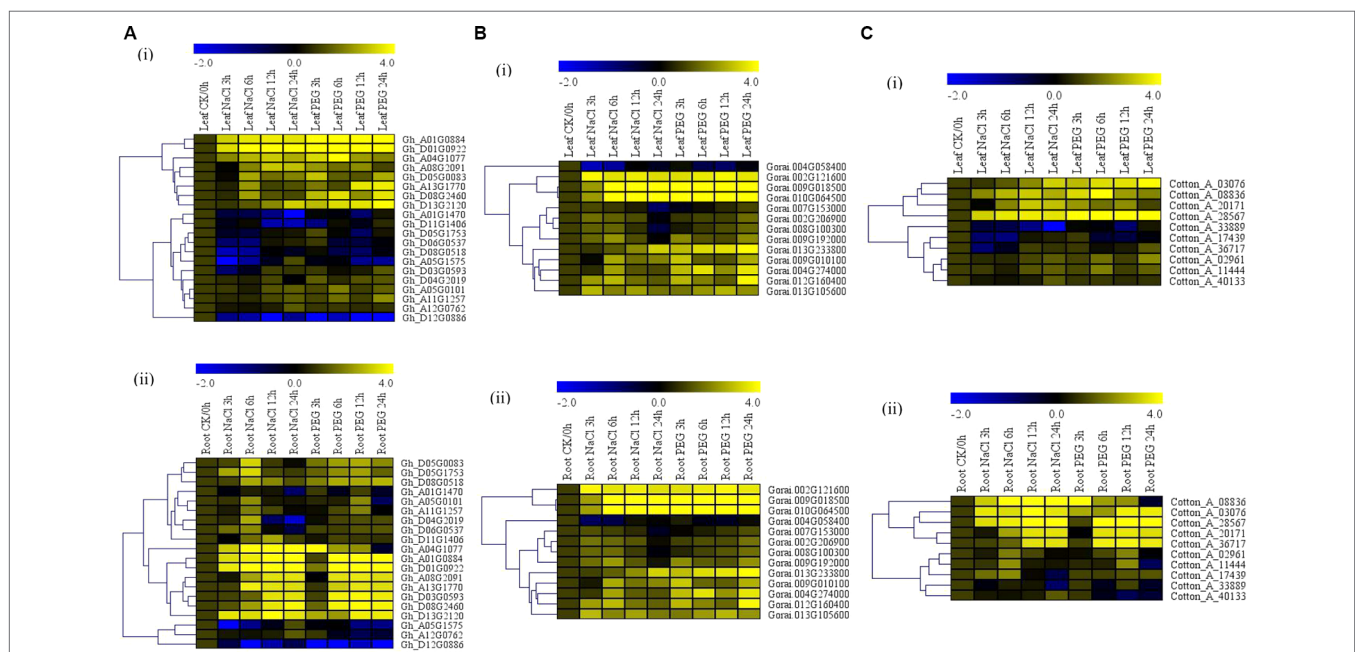 A
(i)
-2.0 0.0 4.0
Leaf CK/0h
Leaf NaCl 3h
Leaf NaCl 6h
Leaf NaCl 12h
Leaf NaCl 24h
Leaf PEG 3h
Leaf PEG 6h
Leaf PEG 12h
Leaf PEG 24h
Gh_A01G0884
Gh_D01G0922
Gh_A04G1077
Gh_A08G2091
Gh_D05G0083
Gh_A13G1770
Gh_D08G2460
Gh_D13G2120
Gh_A01G1470
Gh_D11G1406
Gh_D05G1753
Gh_D06G0537
Gh_D08G0518
Gh_A05G1575
Gh_D03G0593
Gh_D04G2019
Gh_A05G0101
Gh_A11G1257
Gh_A12G0762
Gh_D12G0886
(ii)
-2.0 0.0 4.0
Root CK/0h
Root NaCl 3h
Root NaCl 6h
Root NaCl 12h
Root NaCl 24h
Root PEG 3h
Root PEG 6h
Root PEG 12h
Root PEG 24h
Gh_D05G0083
Gh_D05G1753
Gh_D08G0518
Gh_A01G1470
Gh_A05G0101
Gh_A11G1257
Gh_D04G2019
Gh_D06G0537
Gh_D11G1406
Gh_A04G1077
Gh_A01G0884
Gh_D01G0922
Gh_A08G2091
Gh_A13G1770
Gh_D03G0593
Gh_D08G2460
Gh_D13G2120
Gh_A05G1575
Gh_A12G0762
Gh_D12G0886
B
(i)
-2.0 0.0 4.0
Leaf CK/0h
Leaf NaCl 3h
Leaf NaCl 6h
Leaf NaCl 12h
Leaf NaCl 24h
Leaf PEG 3h
Leaf PEG 6h
Leaf PEG 12h
Leaf PEG 24h
Gorai.004G058400
Gorai.002G121600
Gorai.009G018500
Gorai.010G064500
Gorai.007G153000
Gorai.002G206900
Gorai.008G100300
Gorai.009G192000
Gorai.013G233800
Gorai.009G010100
Gorai.004G274000
Gorai.012G160400
Gorai.013G105600
(ii)
-2.0 0.0 4.0
Root CK/0h
Root NaCl 3h
Root NaCl 6h
Root NaCl 12h
Root NaCl 24h
Root PEG 3h
Root PEG 6h
Root PEG 12h
Root PEG 24h
Gorai.002G121600
Gorai.009G018500
Gorai.010G064500
Gorai.004G058400
Gorai.007G153000
Gorai.002G206900
Gorai.008G100300
Gorai.009G192000
Gorai.013G233800
Gorai.009G010100
Gorai.004G274000
Gorai.012G160400
Gorai.013G105600
C
(i)
-2.0 0.0 4.0
Leaf CK/0h
Leaf NaCl 3h
Leaf NaCl 6h
Leaf NaCl 12h
Leaf NaCl 24h
Leaf PEG 3h
Leaf PEG 6h
Leaf PEG 12h
Leaf PEG 24h
Cotton_A_03076
Cotton_A_08836
Cotton_A_20171
Cotton_A_28567
Cotton_A_33889
Cotton_A_17439
Cotton_A_36717
Cotton_A_02961
Cotton_A_11444
Cotton_A_40133
ii)
-2.0 0.0 4.0
Root CK/0h
Root NaCl 3h
Root NaCl 6h
Root NaCl 12h
Root NaCl 24h
Root PEG 3h
Root PEG 6h
Root PEG 12h
Root PEG 24h
Cotton_A_08836
Cotton_A_03076
Cotton_A_28567
Cotton_A_20171
Cotton_A_36717
Cotton_A_02961
Cotton_A_11444
Cotton_A_17439
Cotton_A_33889
Cotton_A_40133